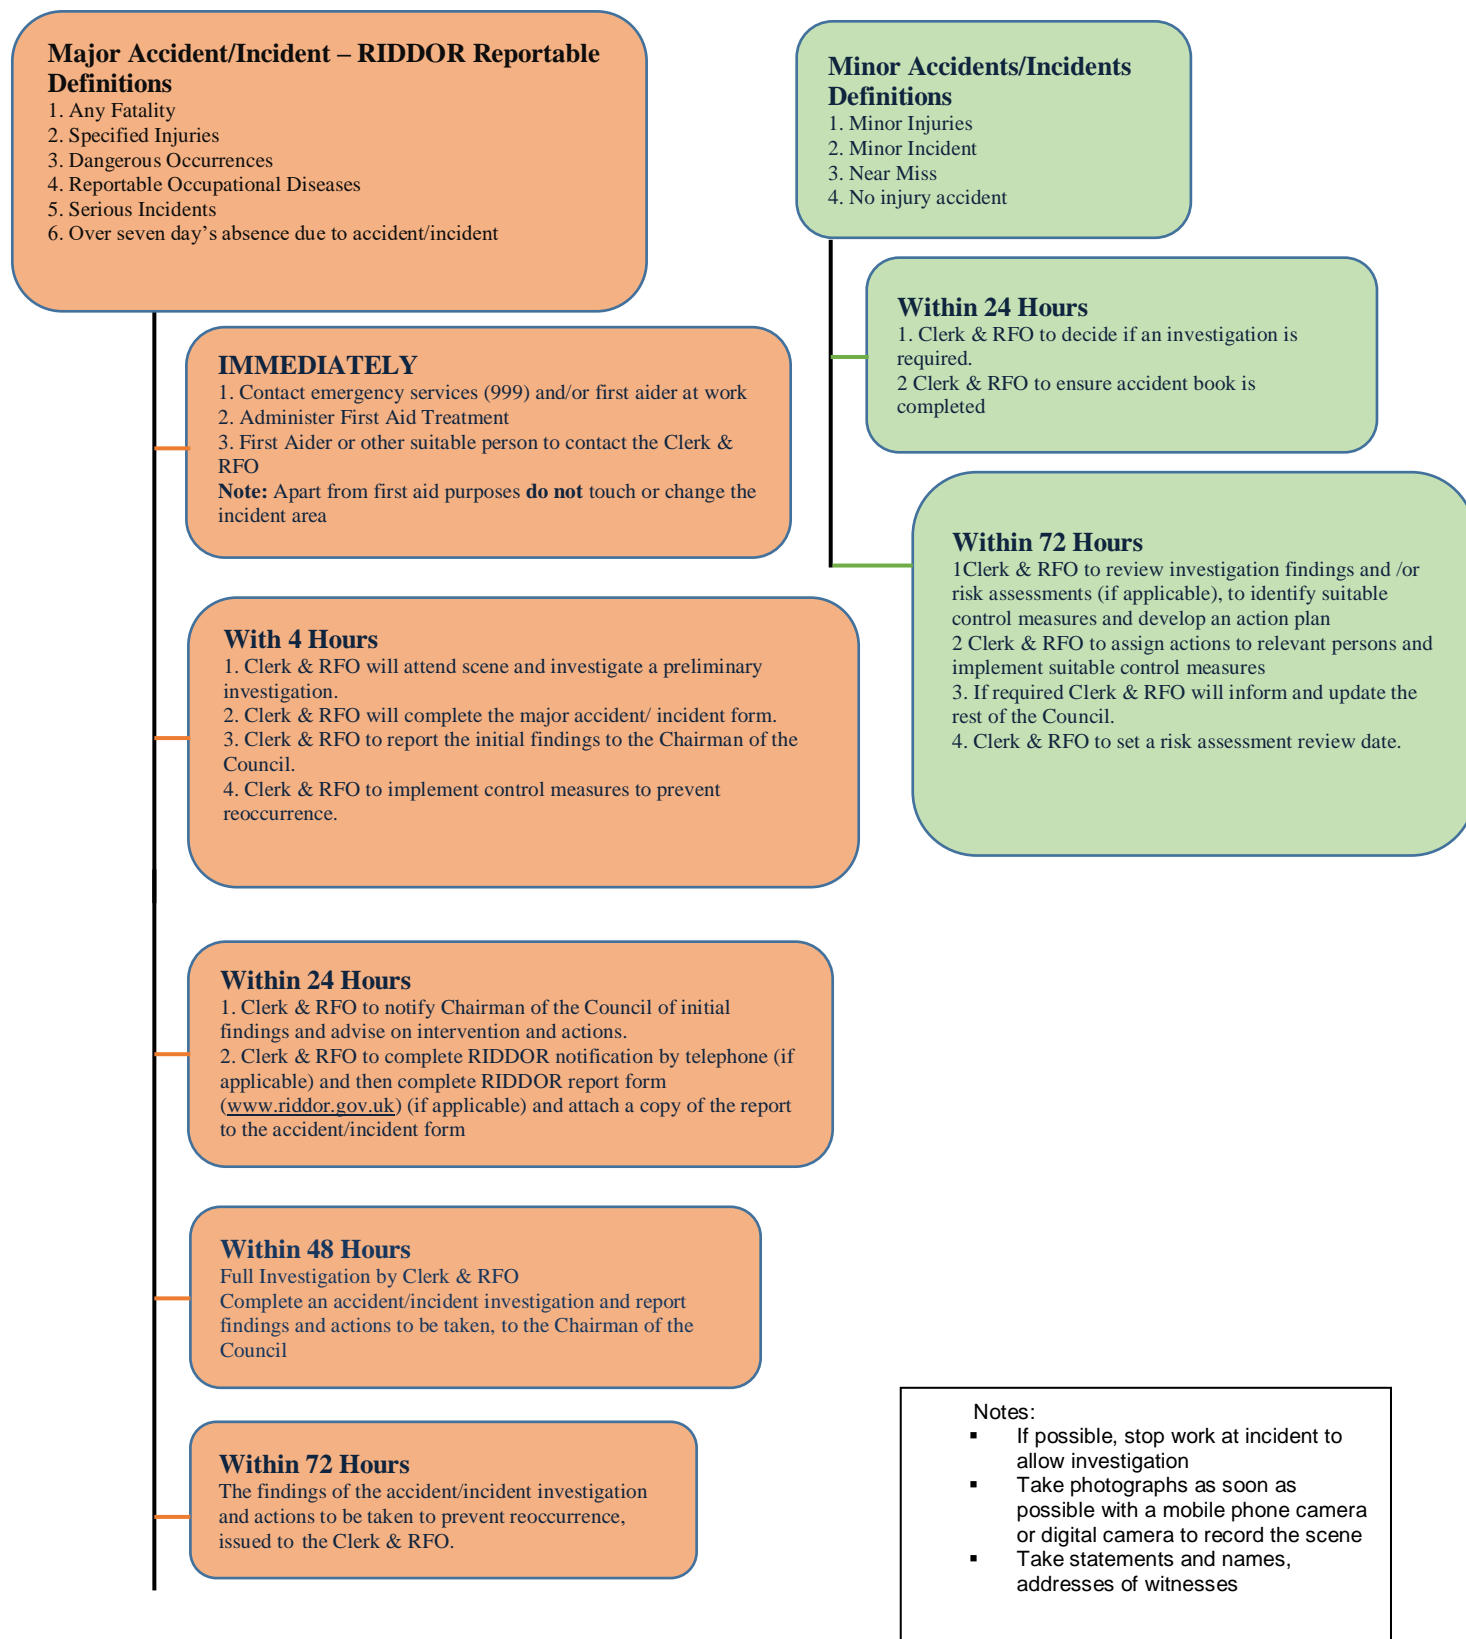 Major Accident/Incident – RIDDOR Reportable
Definitions
1. Any Fatality
2. Specified Injuries
3. Dangerous Occurrences
4. Reportable Occupational Diseases
5. Serious Incidents
6. Over seven day's absence due to accident/incident
IMMEDIATELY
1. Contact emergency services (999) and/or first aider at work
2. Administer First Aid Treatment
3. First Aider or other suitable person to contact the Clerk &
RFO
Note: Apart from first aid purposes do not touch or change the
incident area
With 4 Hours
1. Clerk & RFO will attend scene and investigate a preliminary
investigation.
2. Clerk & RFO will complete the major accident/ incident form.
3. Clerk & RFO to report the initial findings to the Chairman of the
Council.
4. Clerk & RFO to implement control measures to prevent
reoccurrence.
Within 24 Hours
1. Clerk & RFO to notify Chairman of the Council of initial
findings and advise on intervention and actions.
2. Clerk & RFO to complete RIDDOR notification by telephone (if
applicable) and then complete RIDDOR report form
(www.riddor.gov.uk) (if applicable) and attach a copy of the report
to the accident/incident form
Within 48 Hours
Full Investigation by Clerk & RFO
Complete an accident/incident investigation and report
findings and actions to be taken, to the Chairman of the
Council
Within 72 Hours
The findings of the accident/incident investigation
and actions to be taken to prevent reoccurrence,
issued to the Clerk & RFO.
Minor Accidents/Incidents
Definitions
1. Minor Injuries
2. Minor Incident
3. Near Miss
4. No injury accident
Within 24 Hours
1. Clerk & RFO to decide if an investigation is
required.
2 Clerk & RFO to ensure accident book is
completed
Within 72 Hours
1Clerk & RFO to review investigation findings and /or
risk assessments (if applicable), to identify suitable
control measures and develop an action plan
2 Clerk & RFO to assign actions to relevant persons and
implement suitable control measures
3. If required Clerk & RFO will inform and update the
rest of the Council.
4. Clerk & RFO to set a risk assessment review date.
Notes:
▪ If possible, stop work at incident to
allow investigation
▪ Take photographs as soon as
possible with a mobile phone camera
or digital camera to record the scene
▪ Take statements and names,
addresses of witnesses